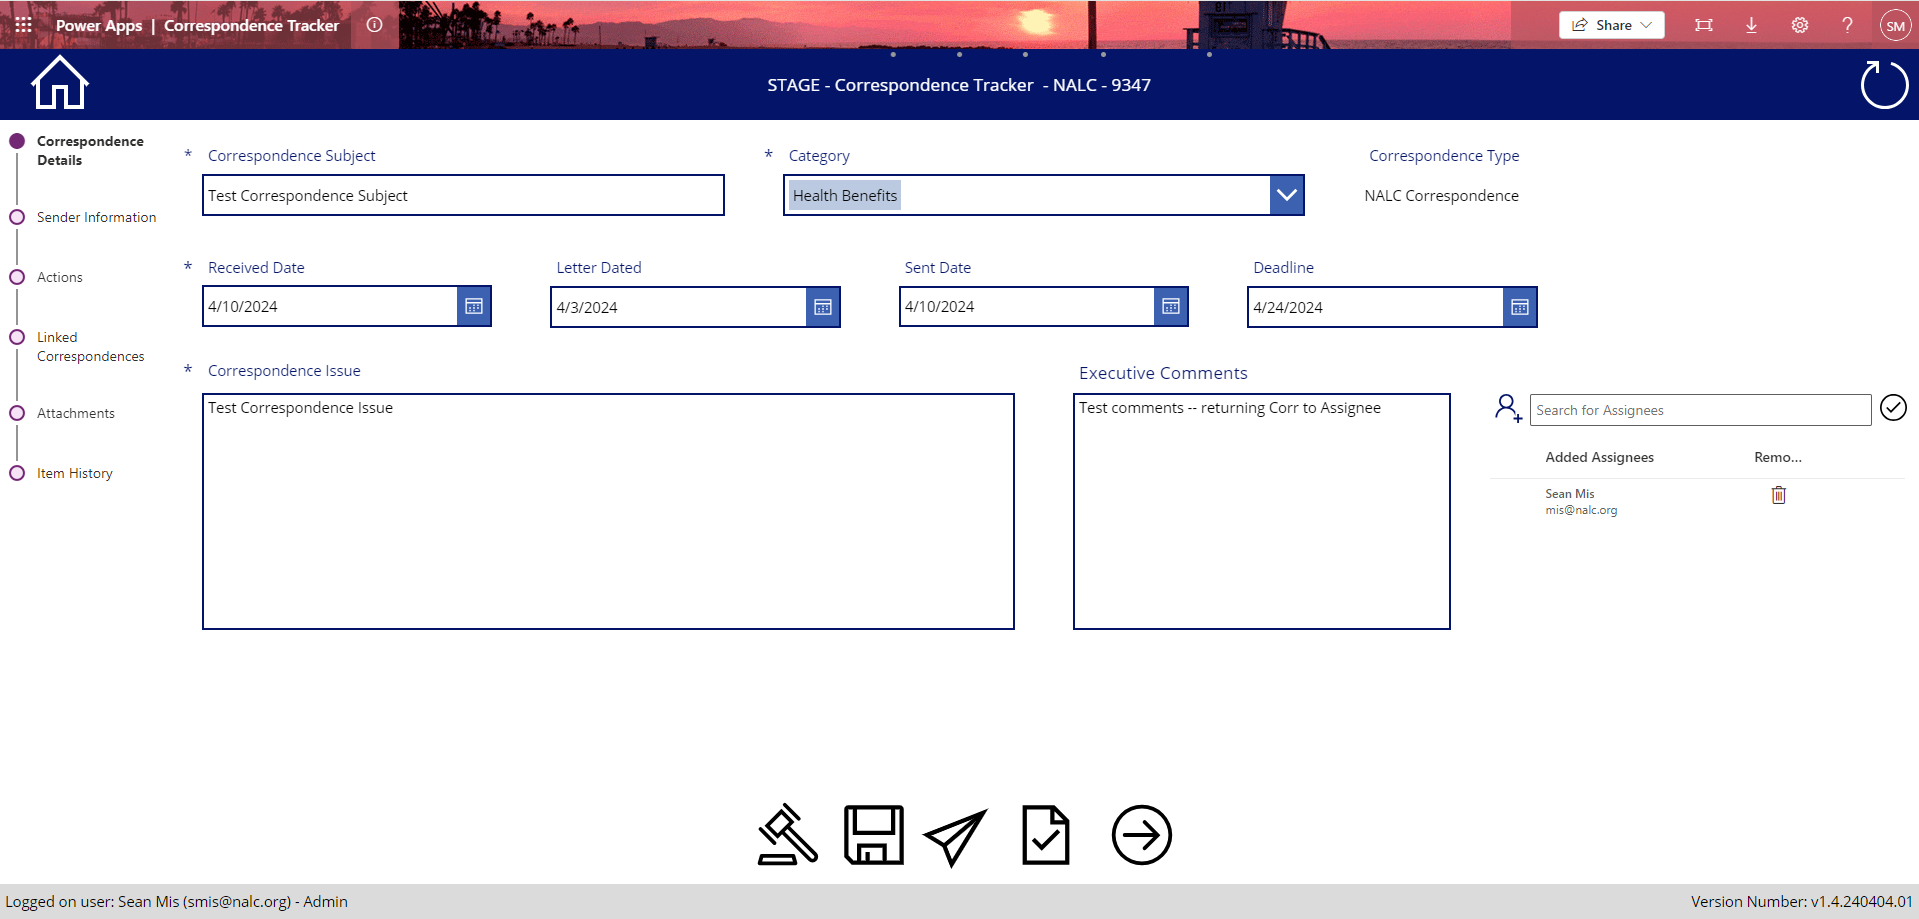 Power Apps | Correspondence Tracker
Share
SM
STAGE - Correspondence Tracker - NALC - 9347
Correspondence Details
Sender Information
Actions
Linked Correspondences
Attachments
Item History
* Correspondence Subject
Test Correspondence Subject
* Category
Health Benefits
Correspondence Type
NALC Correspondence
* Received Date
4/10/2024
Letter Dated
4/3/2024
Sent Date
4/10/2024
Deadline
4/24/2024
* Correspondence Issue
Test Correspondence Issue
Executive Comments
Test comments -- returning Corr to Assignee
Search for Assignees
Added Assignees Remo...
Sean Mis
mis@nalc.org
Logged on user: Sean Mis (smis@nalc.org) - Admin
Version Number: v1.4.240404.01